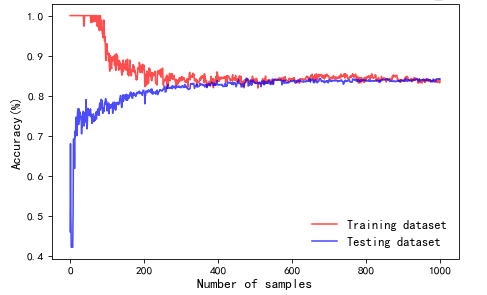 1.0
0.9
0.8
0.7
0.6
0.5
0.4
Accuracy(%)
0 200 400 600 800 1000
Number of samples
Training dataset
Testing dataset